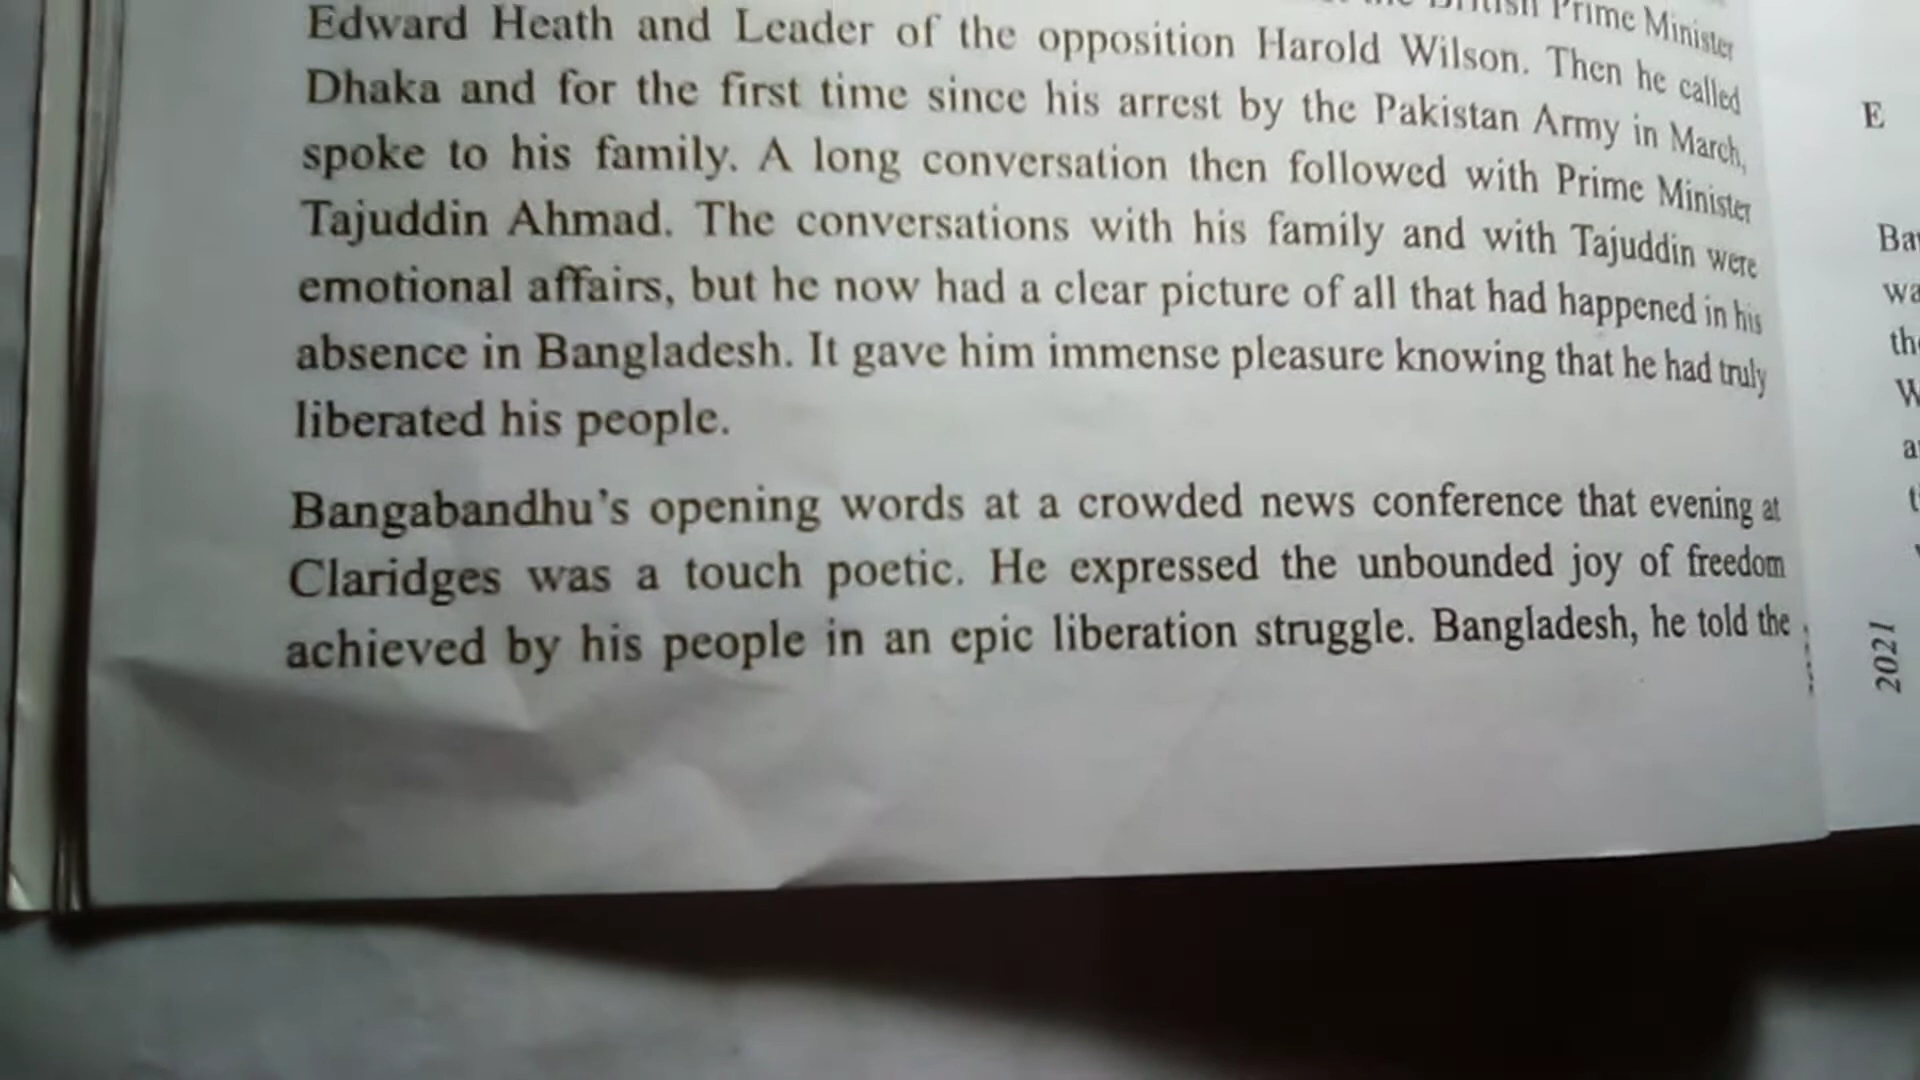 British Prime Minister
Edward Heath and Leader of the opposition Harold Wilson. Then he called
Dhaka and for the first time since his arrest by the Pakistan Army in March,
spoke to his family. A long conversation then followed with Prime Minister
Tajuddin Ahmad. The conversations with his family and with Tajuddin were
emotional affairs, but he now had a clear picture of all that had happened in his
absence in Bangladesh. It gave him immense pleasure knowing that he had truly
liberated his people.
Bangabandhu's opening words at a crowded news conference that evening at
Claridges was a touch poetic. He expressed the unbounded joy of freedom
achieved by his people in an epic liberation struggle. Bangladesh, he told the
E
2021